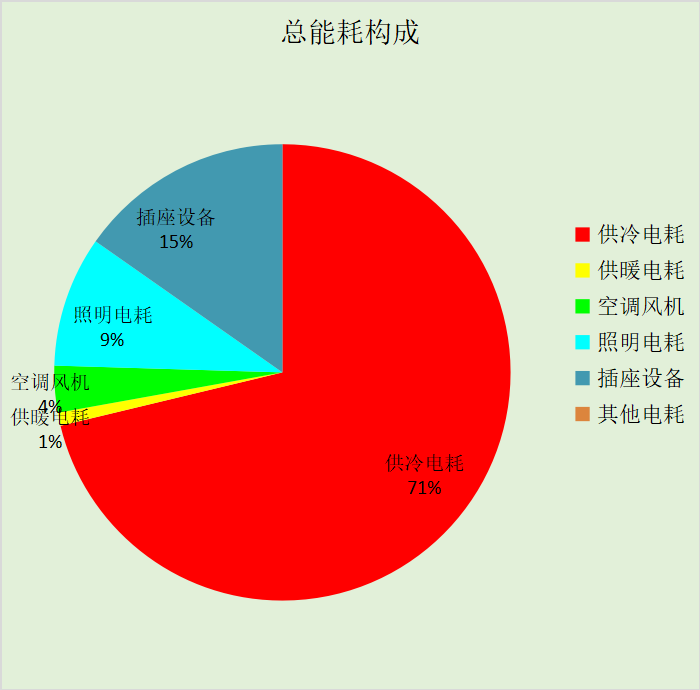 总能耗构成
插座设备
15%
照明电耗
9%
空调风机
4%
供暖电耗
1%
供冷电耗
71%
供冷电耗
供暖电耗
空调风机
照明电耗
插座设备
其他电耗